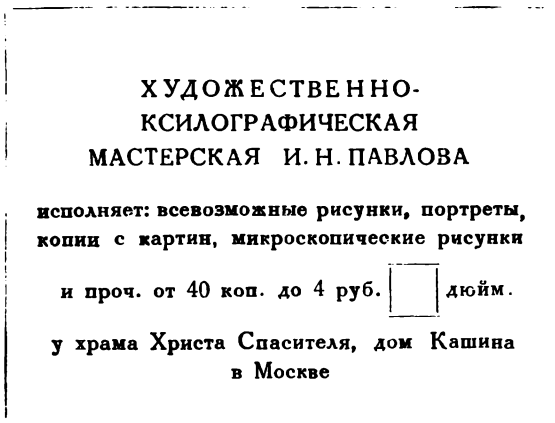 ХУДОЖЕСТВЕННО-
КСИЛОГРАФИЧЕСКАЯ
МАСТЕРСКАЯ И. Н. ПАВЛОВА
исполняет: всевозможные рисунки, портреты,
копии с картин, микроскопические рисунки
и проч. от 40 коп. до 4 руб. дюйм.
у храма Христа Спасителя, дом Кашина
в Москве